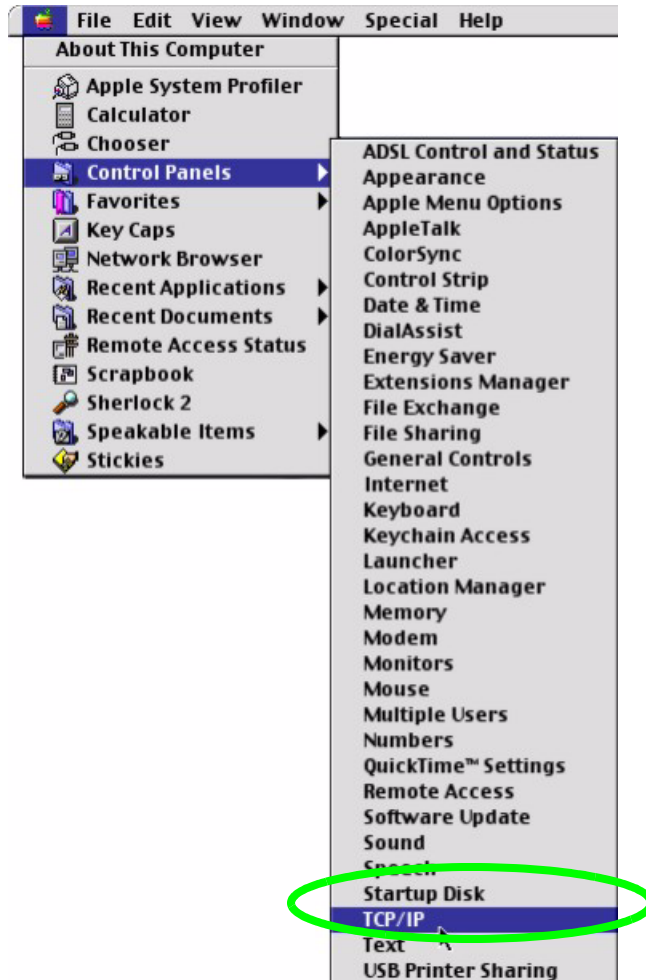 File Edit View Window Special Help
About This Computer
Apple System Profiler
Calculator
Chooser
Control Panels
Favorites
Key Caps
Network Browser
Recent Applications
Recent Documents
Remote Access Status
Scrapbook
Sherlock 2
Speakable Items
Stickies
ADSL Control and Status
Appearance
Apple Menu Options
AppleTalk
ColorSync
Control Strip
Date & Time
DialAssist
Energy Saver
Extensions Manager
File Exchange
File Sharing
General Controls
Internet
Keyboard
Keychain Access
Launcher
Location Manager
Memory
Modem
Monitors
Mouse
Multiple Users
Numbers
QuickTime™ Settings
Remote Access
Software Update
Sound
Speech
Startup Disk
TCP/IP
Text
USB Printer Sharing